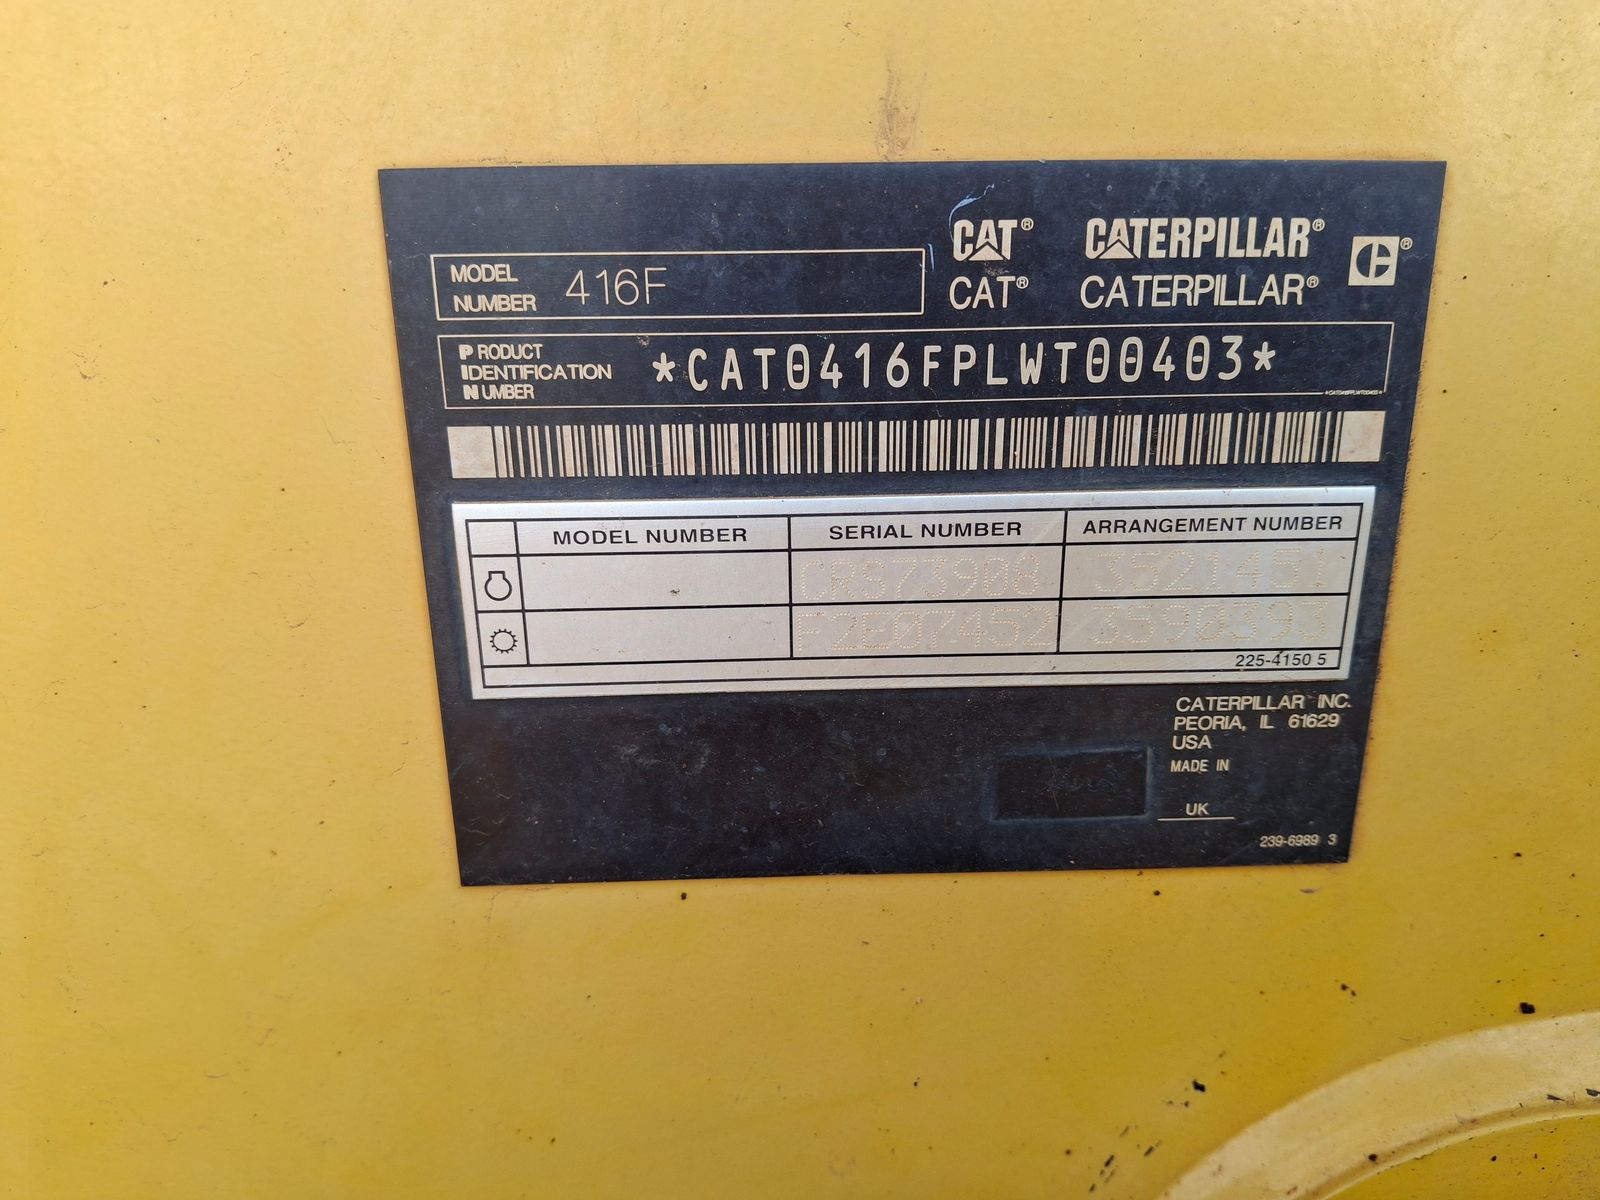 CAT® CATERPILLAR®
CAT® CATERPILLAR®
MODEL NUMBER 416F
PRODUCT IDENTIFICATION NUMBER *CAT0416FPLWT00403*
*CAT0416FPLWT00403*
MODEL NUMBER SERIAL NUMBER ARRANGEMENT NUMBER
CRS73908 3521451
F2E07452 3590393
225-4150 5
CATERPILLAR INC.
PEORIA, IL 61629
USA
MADE IN
UK
239-6989 3